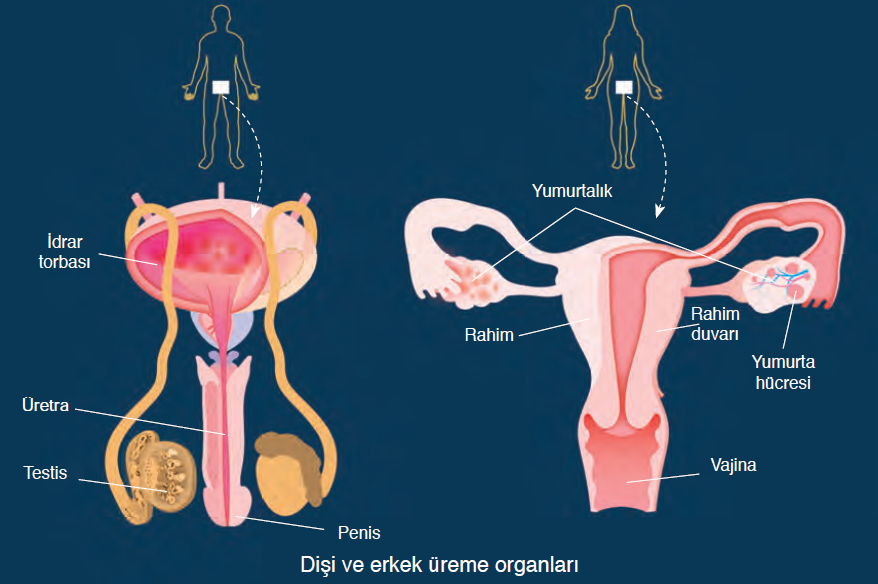 İdrar
torbası
Üretra
Testis
Penis
Yumurtalık
Rahim
Rahim
duvarı
Yumurta
hücresi
Vajina
Dişi ve erkek üreme organları